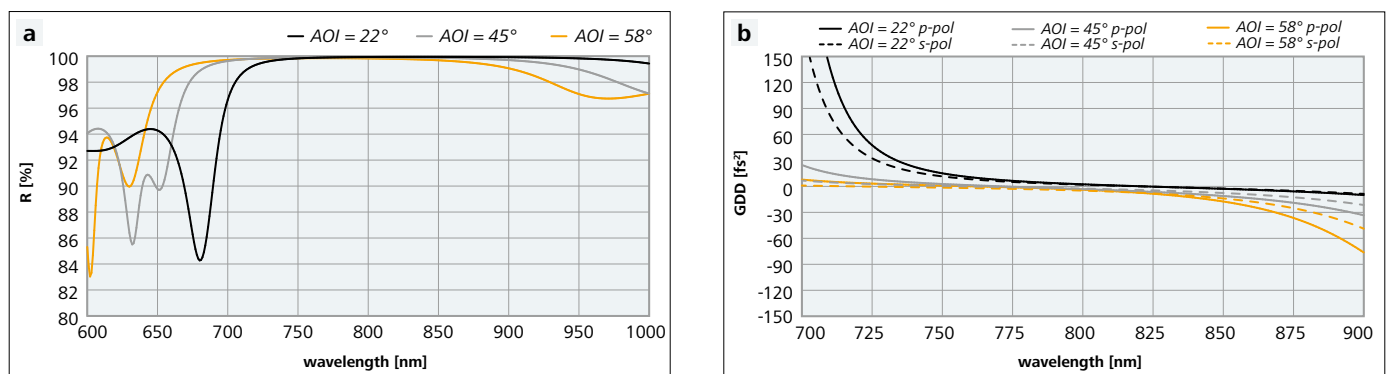 a
AOI = 22°
AOI = 45°
AOI = 58°
100
98
96
94
92
90
88
86
84
82
80
R [%]
600
650
700
750
800
850
900
950
1000
wavelength [nm]
b
AOI = 22° p-pol
AOI = 45° p-pol
AOI = 58° p-pol
AOI = 22° s-pol
AOI = 45° s-pol
AOI = 58° s-pol
150
120
90
60
30
0
-30
-60
-90
-120
-150
GDD [fs²]
700
725
750
775
800
825
850
875
900
wavelength [nm]